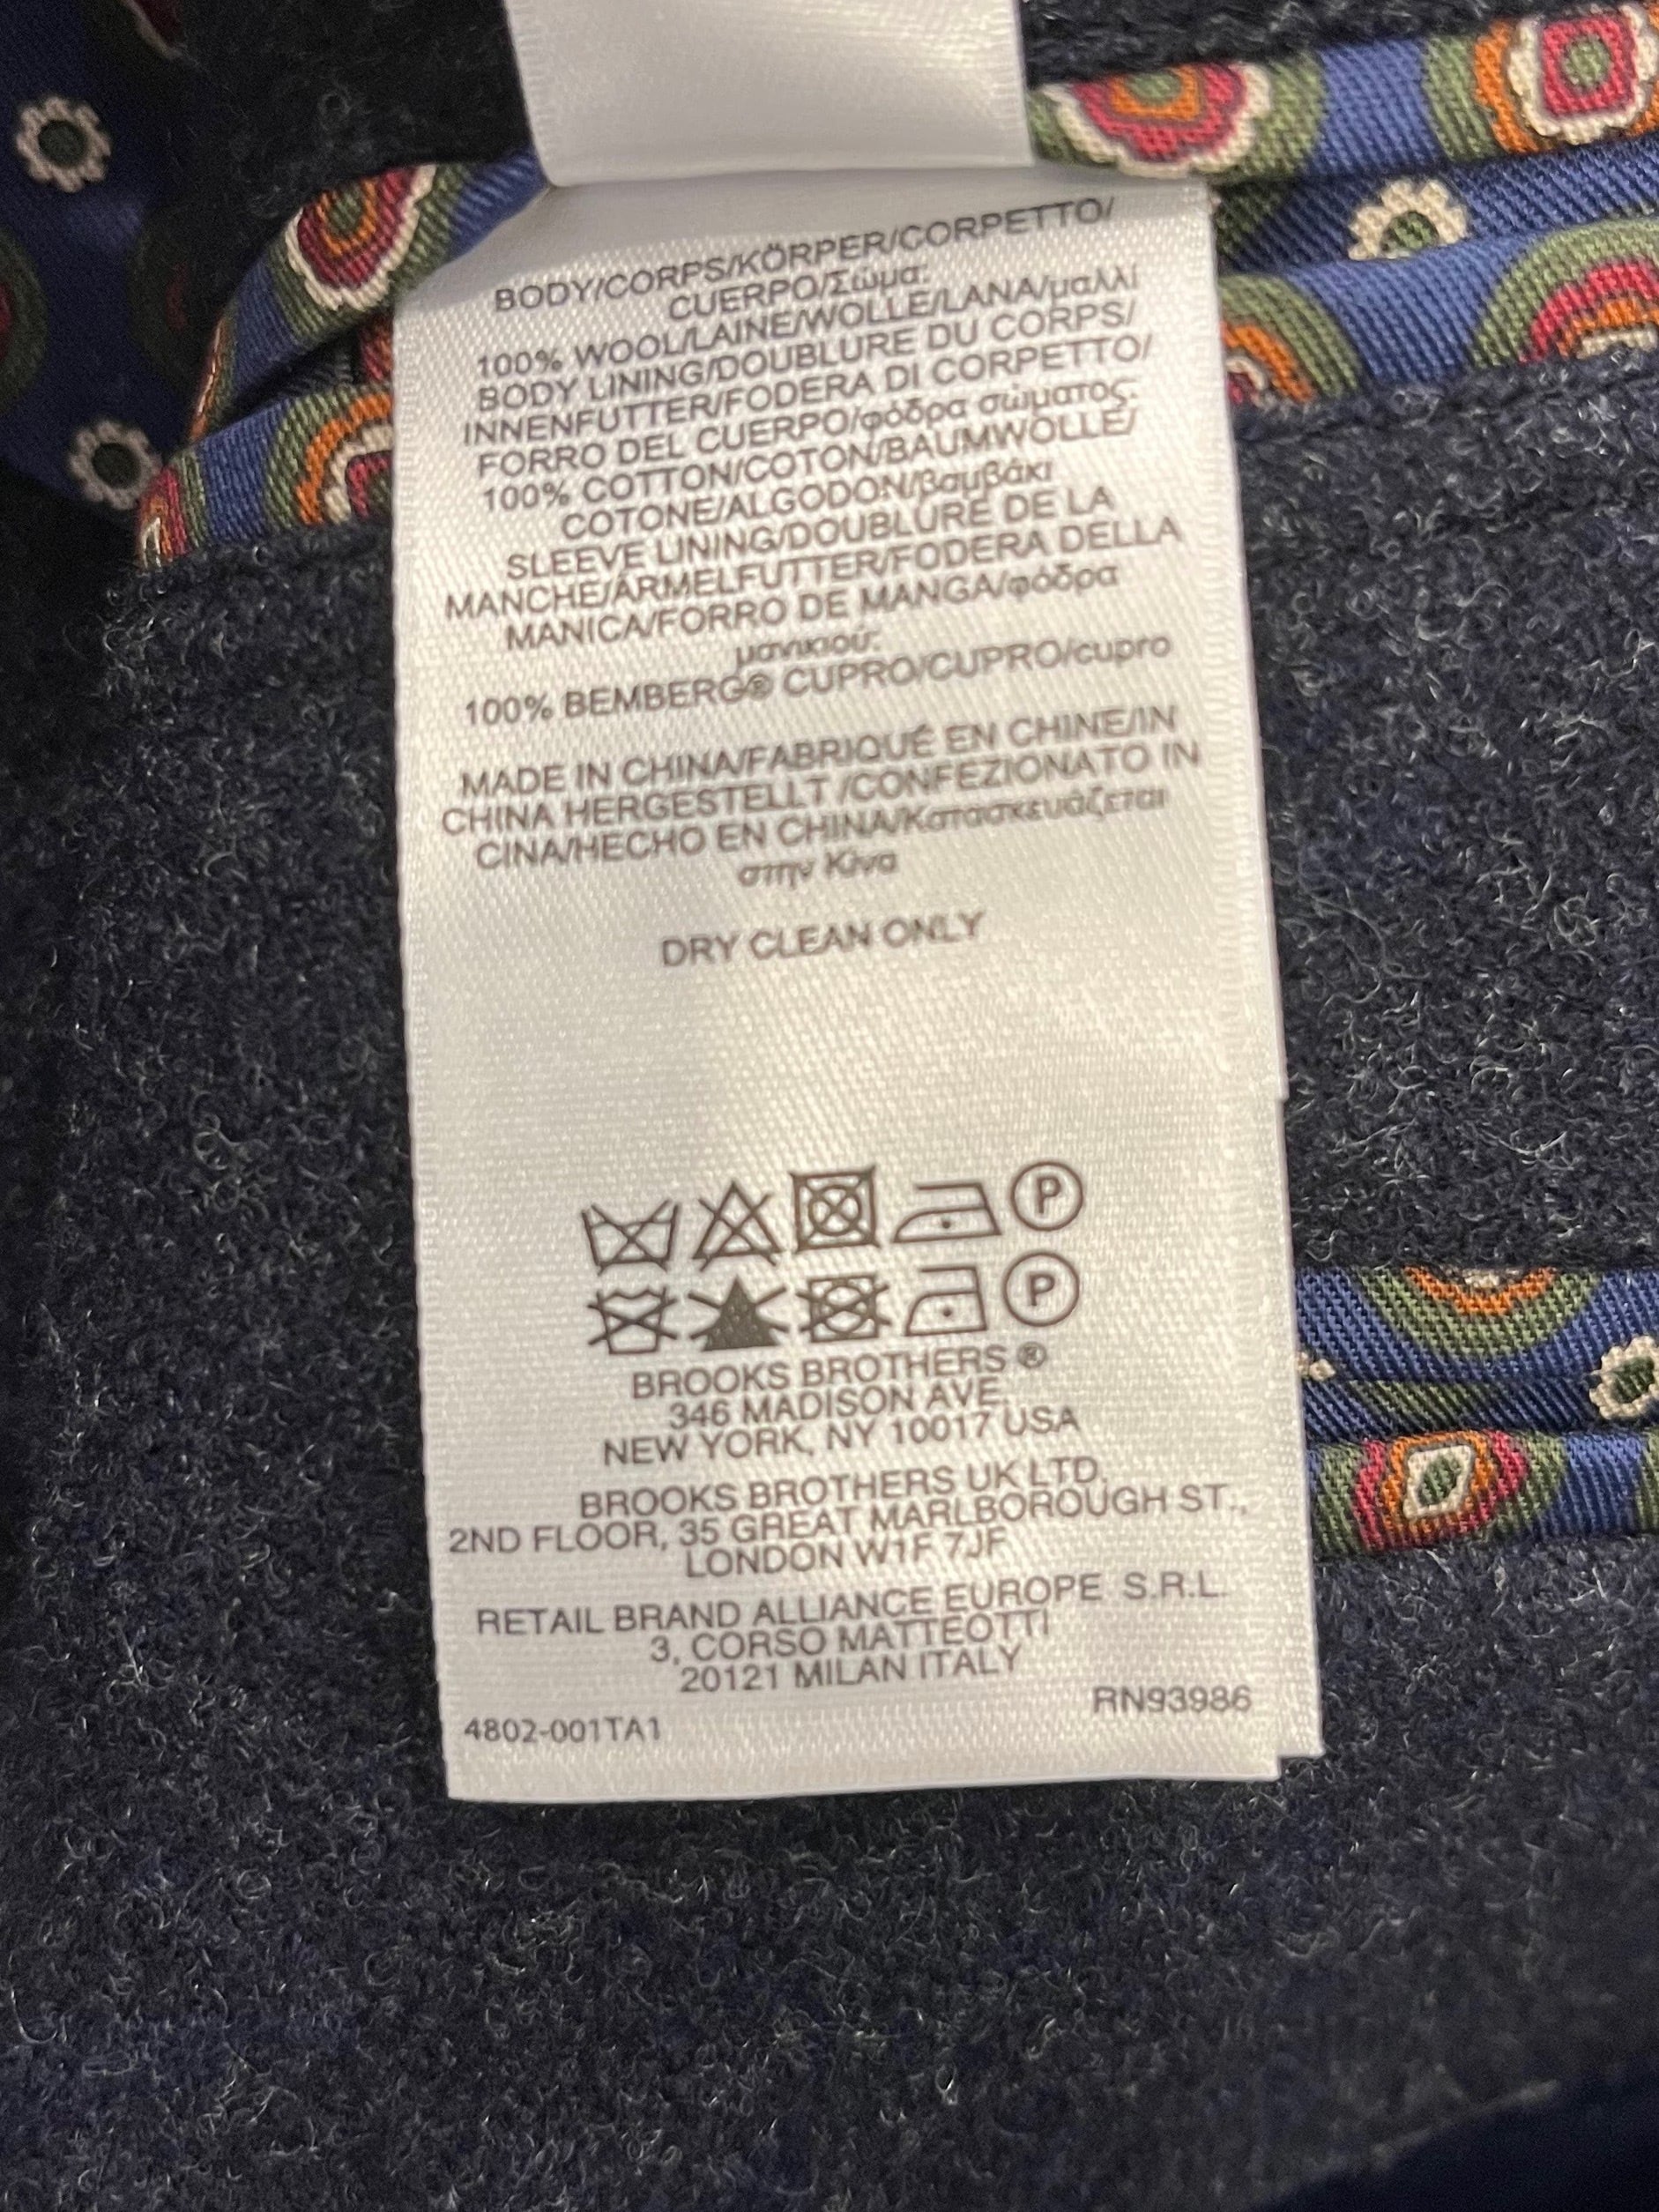 BODY/CORPS/KÖRPER/CORPETTO/
CUERPO/Σώμα:
100% WOOL/LAINE/WOLLE/LANA/μαλλί
BODY LINING/DOUBLURE DU CORPS/
INNENFUTTER/FODERA DI CORPETTO/
FORRO DEL CUERPO/φόδρα σώματος:
100% COTTON/COTON/BAUMWOLLE/
COTONE/ALGODON/βαμβάκι
SLEEVE LINING/DOUBLURE DE LA
MANCHE/ÄRMELFUTTER/FODERA DELLA
MANICA/FORRO DE MANGA/φόδρα
μανικιού:
100% BEMBERG® CUPRO/CUPRO/cupro
MADE IN CHINA/FABRIQUÉ EN CHINE/IN
CHINA HERGESTELLT /CONFEZIONATO IN
CINA/HECHO EN CHINA/Κατασκευάζεται
στην Κίνα
DRY CLEAN ONLY
P
P
BROOKS BROTHERS ®
346 MADISON AVE.
NEW YORK, NY 10017 USA
BROOKS BROTHERS UK LTD.
2ND FLOOR, 35 GREAT MARLBOROUGH ST.,
LONDON W1F 7JF
RETAIL BRAND ALLIANCE EUROPE S.R.L.
3, CORSO MATTEOTTI
20121 MILAN ITALY
RN93986
4802-001TA1